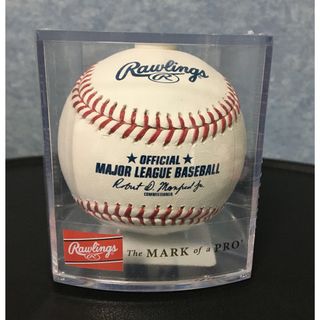 Rawlings
R
OFFICIAL
MAJOR LEAGUE BASEBALL
Robert D. Manfred Jr.
COMMISSIONER
Rawlings
The MARK of a PRO®